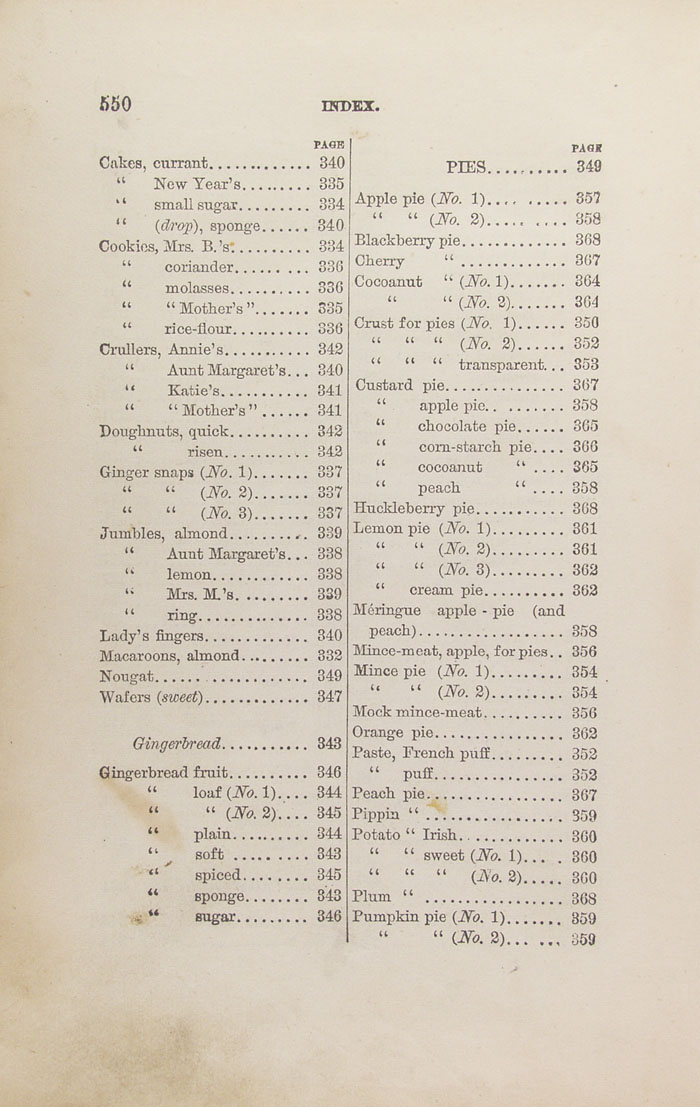 550
INDEX.
PAGE
Cakes, currant.............. 340
“ New Year's......... 335
“ small sugar......... 334
“ (drop), sponge...... 340
Cookies, Mrs. B.'s:.......... 334
“ coriander......... ... 336
“ molasses........... 336
“ “ Mother's ”....... 335
“ rice-flour.......... 336
Crullers, Annie's........... 342
“ Aunt Margaret's... 340
“ Katie's........... 341
“ “ Mother's ” ...... 341
Doughnuts, quick.......... 342
“ risen........... 342
Ginger snaps (No. 1)....... 337
“ “ (No. 2)....... 337
“ “ (No. 3)....... 337
Jumbles, almond.......... 339
“ Aunt Margaret's... 338
“ lemon............ 338
“ Mrs. M.'s. ........ 339
“ ring.............. 338
Lady's fingers............. 340
Macaroons, almond......... 332
Nougat...... ............. 349
Wafers (sweet)............. 347
Gingerbread........... 343
Gingerbread fruit.......... 346
“ loaf (No. 1).... 344
“ “ (No. 2).... 345
“ plain.......... 344
“ soft ......... 343
“ spiced........ 345
“ sponge........ 343
“ sugar......... 346
PAGE
PIES.......... 349
Apple pie (No. 1).... ..... 357
“ “ (No. 2)..... .... 358
Blackberry pie............. 368
Cherry “ ............. 367
Cocoanut “ (No. 1)....... 364
“ “ (No. 2)....... 364
Crust for pies (No. 1)...... 350
“ “ “ (No. 2)...... 352
“ “ “ transparent... 353
Custard pie............... 367
“ apple pie.. ........ 358
“ chocolate pie...... 365
“ corn-starch pie.... 366
“ cocoanut “ .... 365
“ peach “ .... 358
Huckleberry pie........... 368
Lemon pie (No. 1)......... 361
“ “ (No. 2)......... 361
“ “ (No. 3)......... 362
“ cream pie.......... 362
Méringue apple-pie (and
peach).................. 358
Mince-meat, apple, for pies.. 356
Mince pie (No. 1)......... 354
“ “ (No. 2)......... 354
Mock mince-meat.......... 356
Orange pie................ 362
Paste, French puff......... 352
“ puff................ 352
Peach pie................. 367
Pippin “ ................. 359
Potato “ Irish............. 360
“ “ sweet (No. 1)... . 360
“ “ “ (No. 2)..... 360
Plum “ ................. 368
Pumpkin pie (No. 1)....... 359
“ “ (No. 2)... ... 359